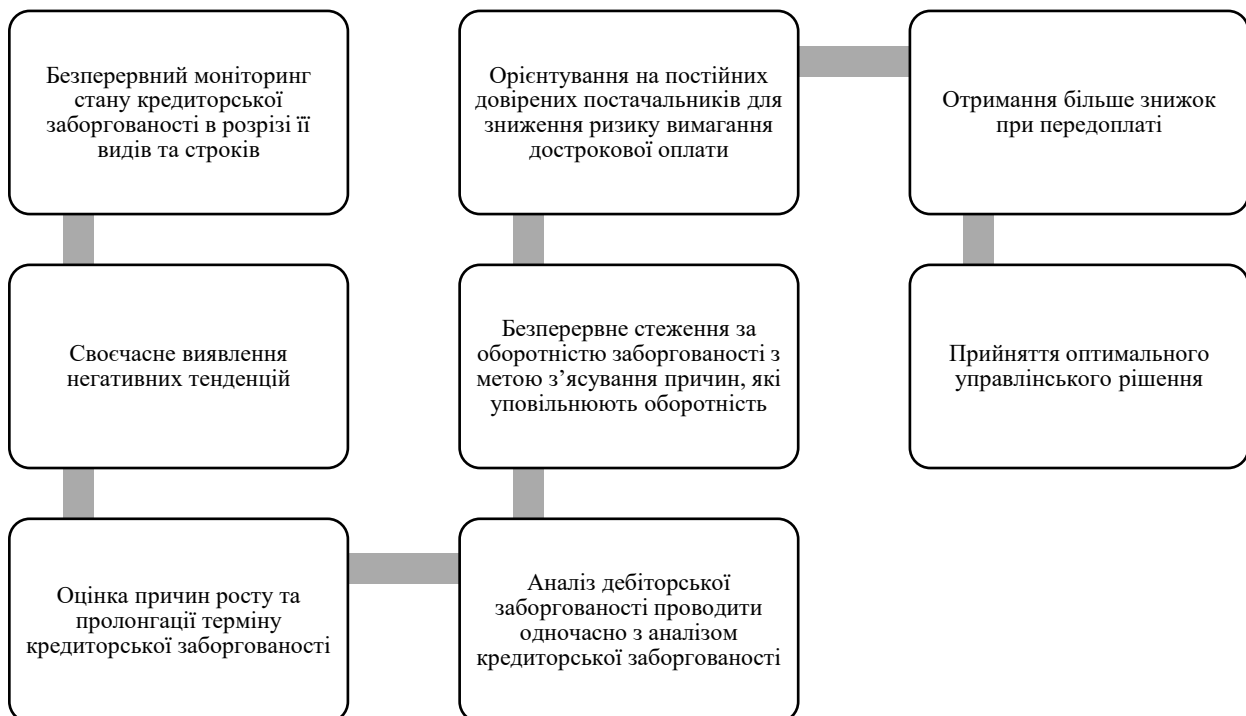 Безперервний моніторинг
стану кредиторської
заборгованості в розрізі її
видів та строків
Своєчасне виявлення
негативних тенденцій
Оцінка причин росту та
пролонгації терміну
кредиторської заборгованості
Аналіз дебіторської
заборгованості проводити
одночасно з аналізом
кредиторської заборгованості
Безперервне стеження за
оборотністю заборгованості з
метою з’ясування причин, які
уповільнюють оборотність
Орієнтування на постійних
довірених постачальників для
зниження ризику вимагання
дострокової оплати
Отримання більше знижок
при передоплаті
Прийняття оптимального
управлінського рішення